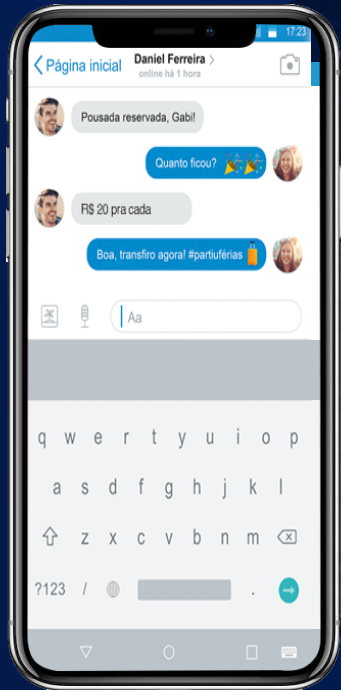 17:23
Página inicial
Daniel Ferreira
online há 1 hora
Pousada reservada, Gabi!
Quanto ficou? 🎉🎉
R$ 20 pra cada
Boa, transfiro agora! #partiuférias 🧳
Aa
q w e r t y u i o p
a s d f g h j k l
z x c v b n m
?123 / .